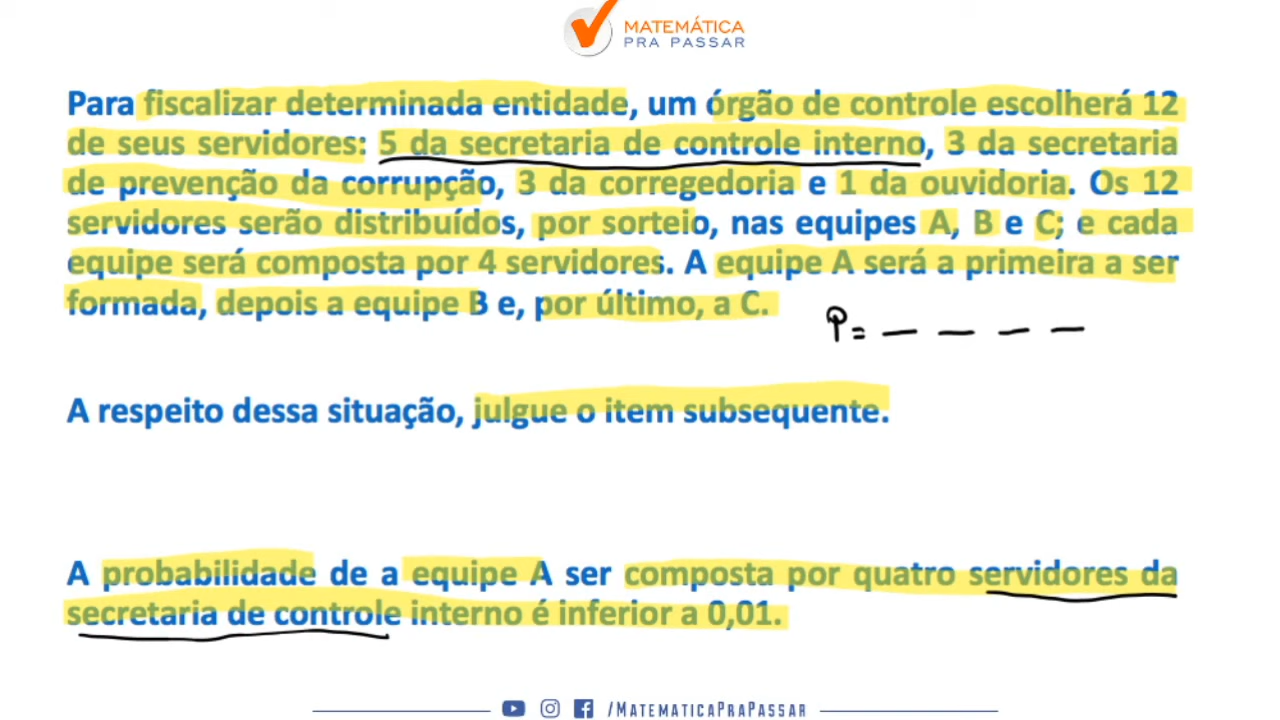 MATEMÁTICA
PRA PASSAR
Para fiscalizar determinada entidade, um órgão de controle escolherá 12
de seus servidores: 5 da secretaria de controle interno, 3 da secretaria
de prevenção da corrupção, 3 da corregedoria e 1 da ouvidoria. Os 12
servidores serão distribuídos, por sorteio, nas equipes A, B e C; e cada
equipe será composta por 4 servidores. A equipe A será a primeira a ser
formada, depois a equipe B e, por último, a C.
P= _ _ _ _
A respeito dessa situação, julgue o item subsequente.
A probabilidade de a equipe A ser composta por quatro servidores da
secretaria de controle interno é inferior a 0,01.
/MATEMATICAPRAPASSAR